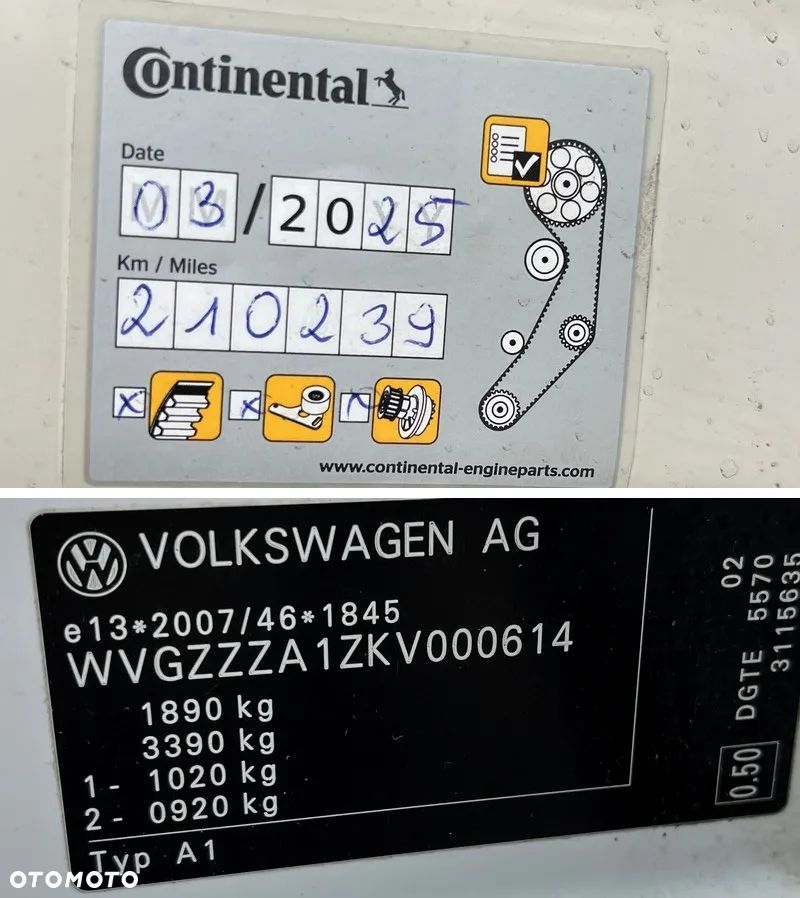 Continental
Date
03/2025
Km / Miles
210239
www.continental-engineparts.com
VOLKSWAGEN AG
e13*2007/46*1845
WVGZZZA1ZKV000614
1890 kg
3390 kg
1- 1020 kg
2- 0920 kg
Typ A1
02
DGTE 5570
3115635
0.50
OTOMOTO